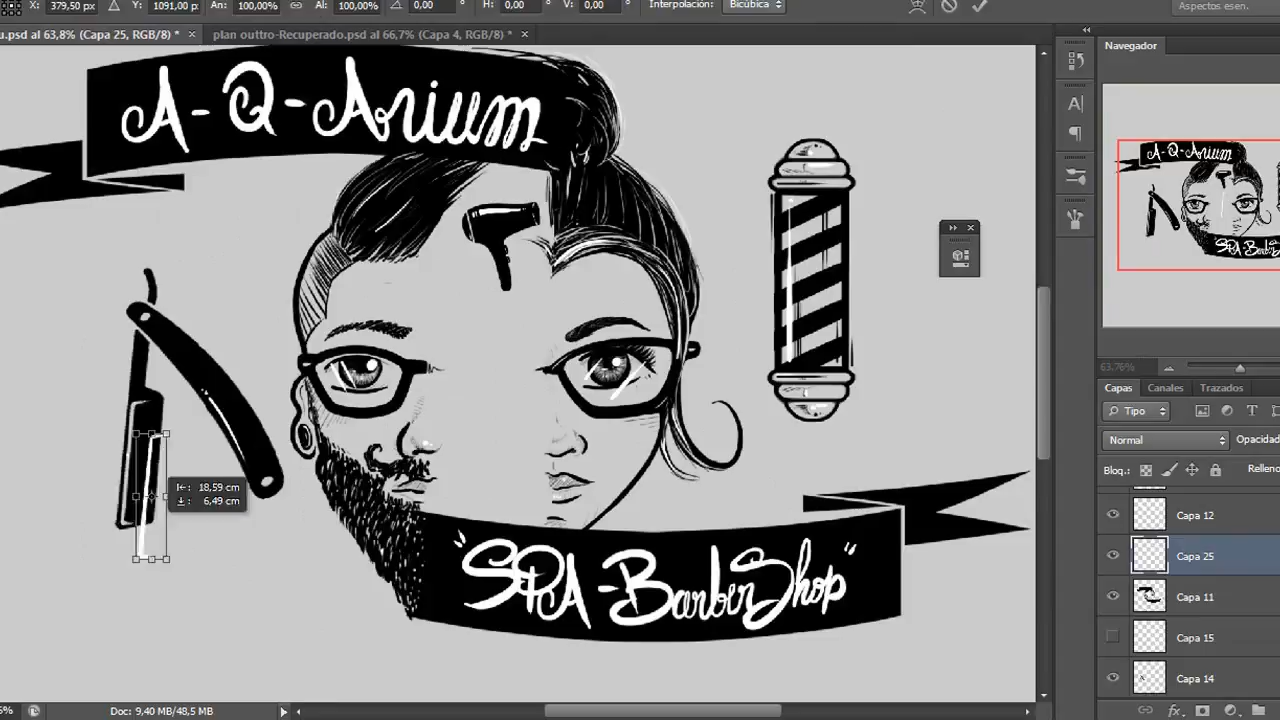 X: 379,50 px Y: 1091,00 px An: 100,00% Al: 100,00% 0,00 ° H: 0,00 ° V: 0,00 ° Interpolación: Bicúbica Aspectos esen.
u.psd al 63,8% (Capa 25, RGB/8) * × plan outtro-Recuperado.psd al 66,7% (Capa 4, RGB/8) * ×
Navegador
A-Q-Arium
18,59 cm
6,49 cm
"SPA-BarberShop"
63.76%
Capas Canales Trazados
Tipo
Normal Opacidad
Bloq.: Relleno
Capa 12
Capa 25
Capa 11
Capa 15
Capa 14
Doc: 9,40 MB/48,5 MB